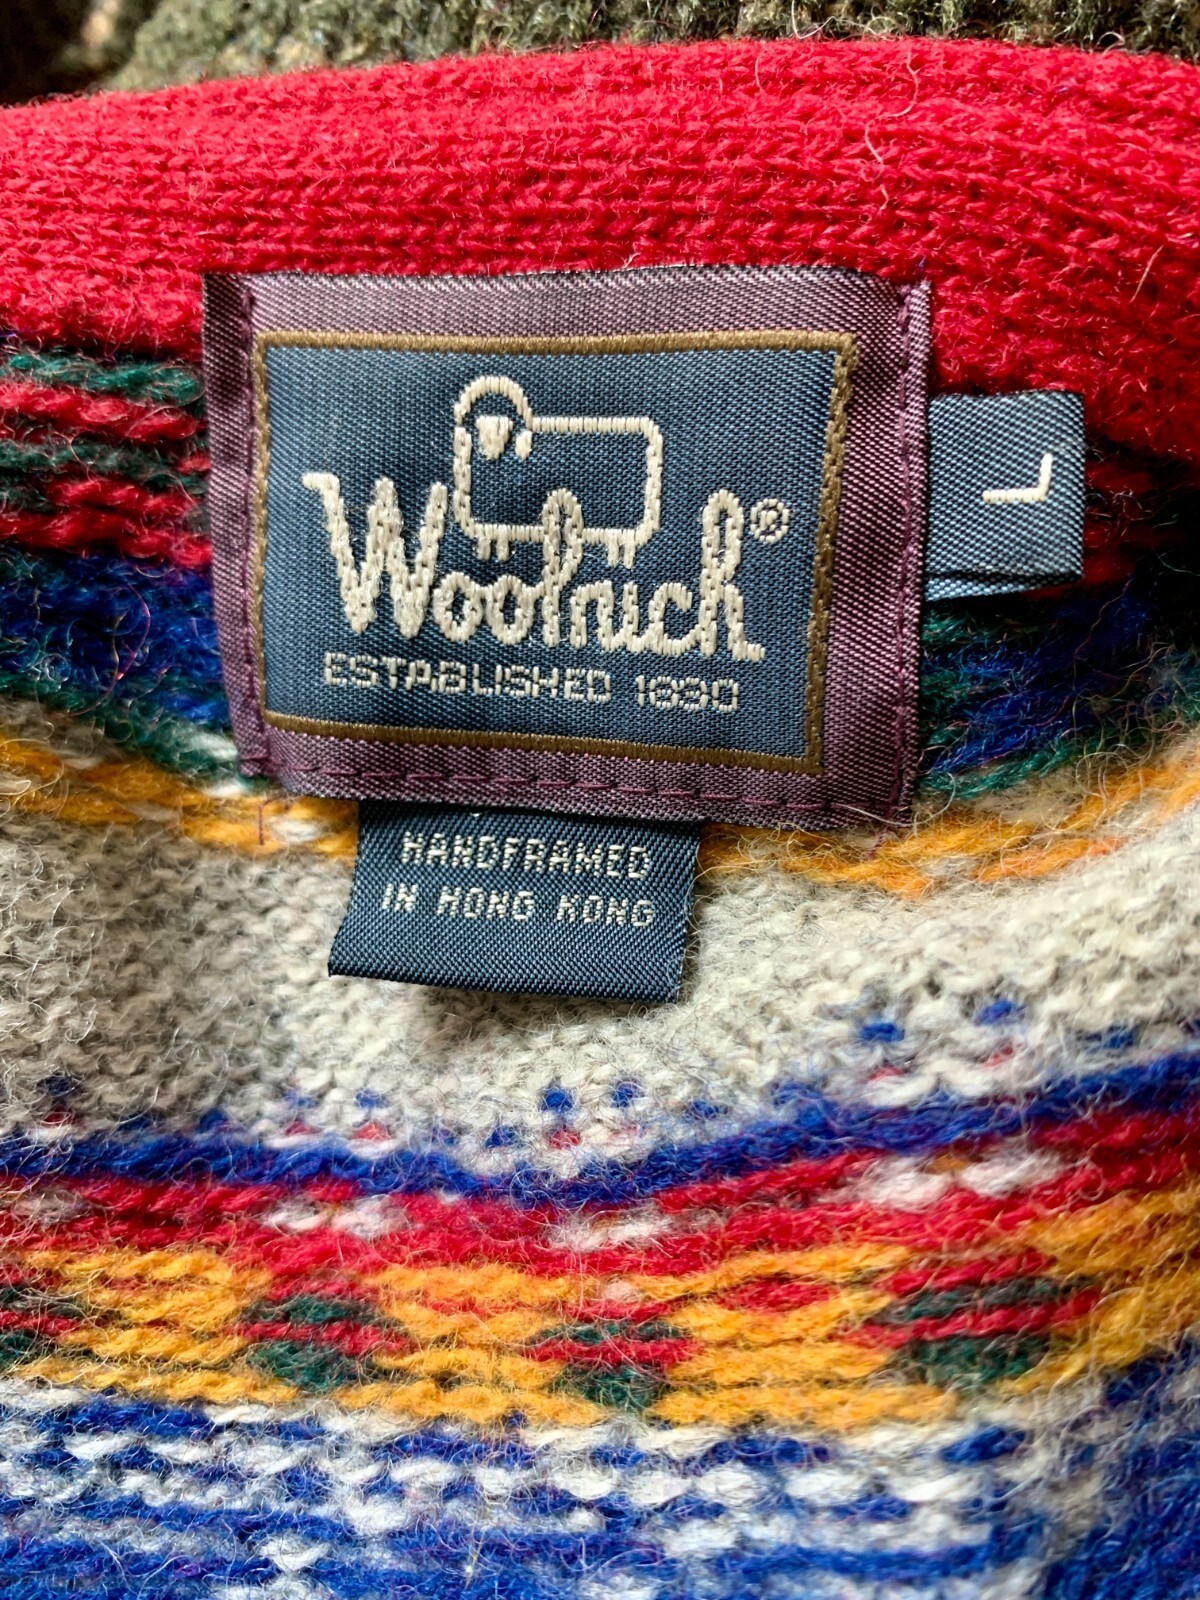 Woolrich®
ESTABLISHED 1830
L
HANDFRAMED
IN HONG KONG